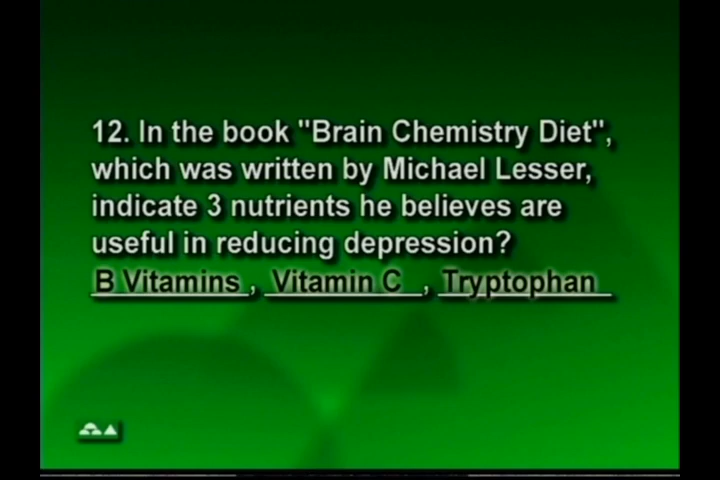 12. In the book "Brain Chemistry Diet",
which was written by Michael Lesser,
indicate 3 nutrients he believes are
useful in reducing depression?
B Vitamins , Vitamin C , Tryptophan